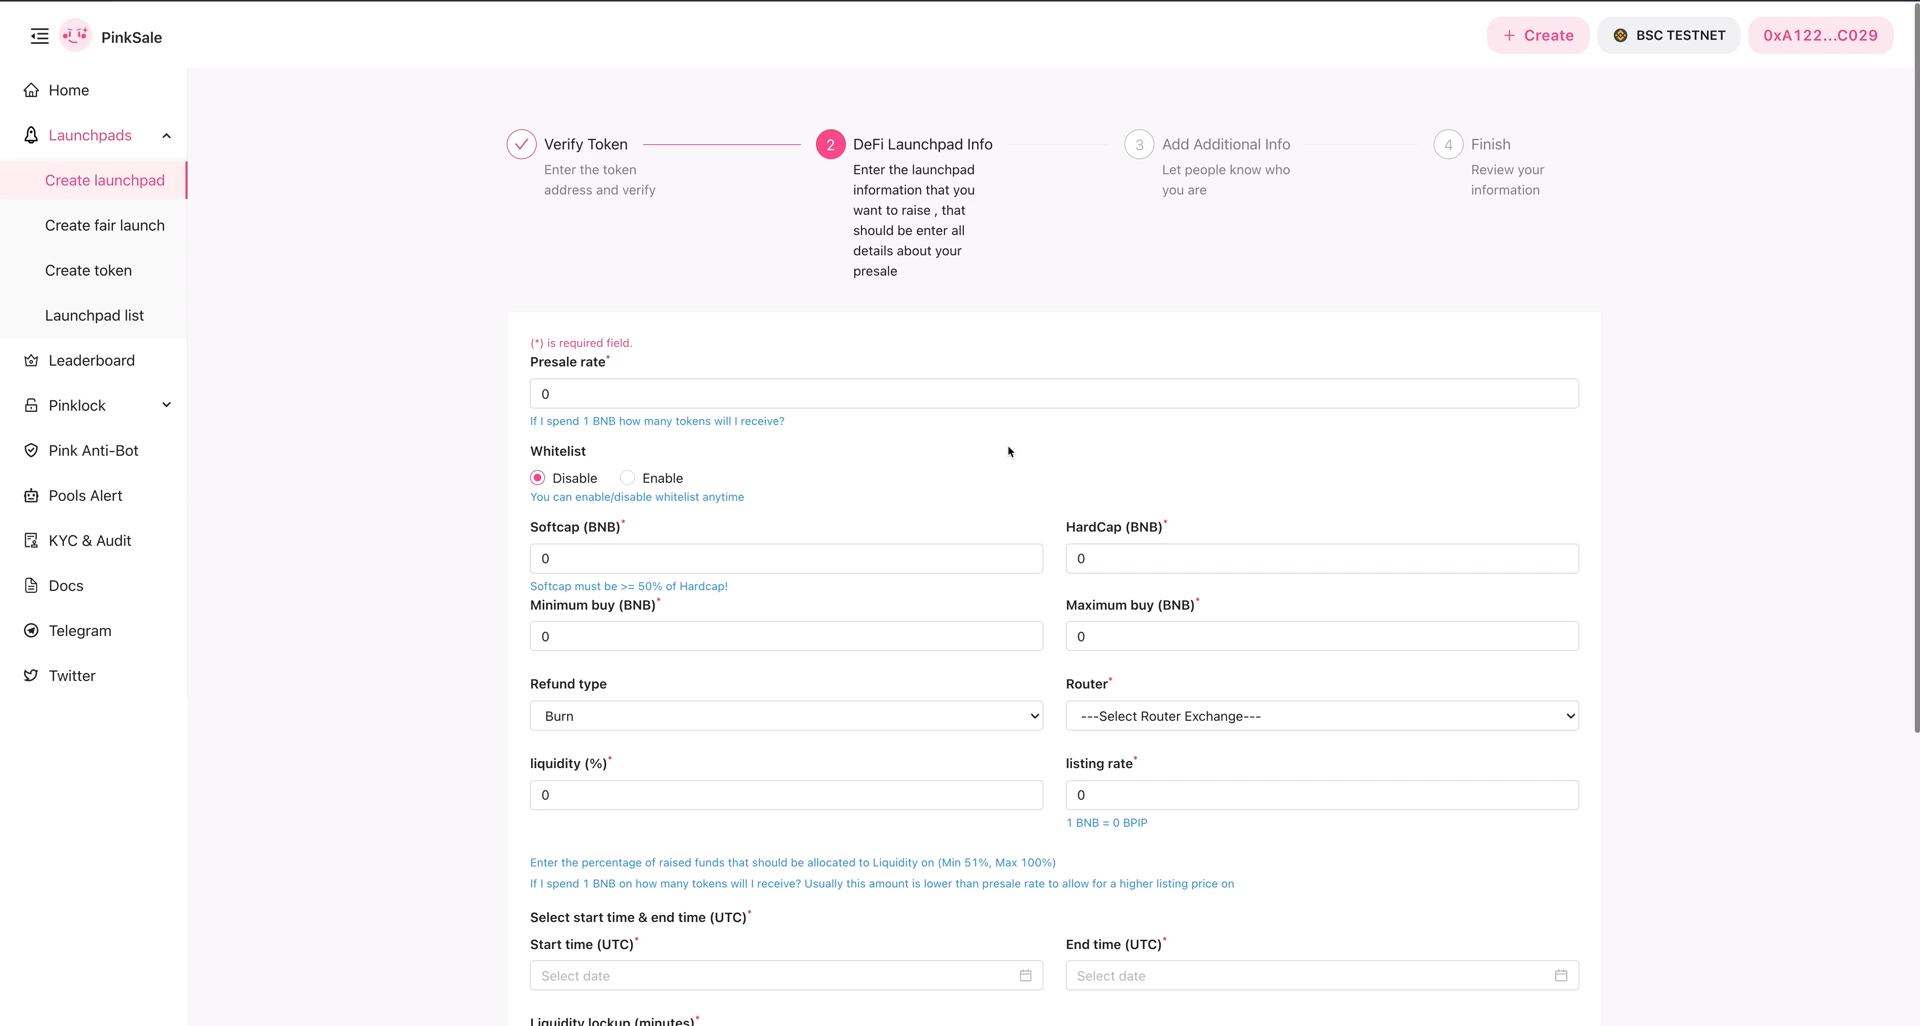 PinkSale
+ Create
BSC TESTNET
0xA122...C029
Home
Launchpads
Create launchpad
Create fair launch
Create token
Launchpad list
Leaderboard
Pinklock
Pink Anti-Bot
Pools Alert
KYC & Audit
Docs
Telegram
Twitter
Verify Token
Enter the token
address and verify
2
DeFi Launchpad Info
Enter the launchpad
information that you
want to raise , that
should be enter all
details about your
presale
3
Add Additional Info
Let people know who
you are
4
Finish
Review your
information
(*) is required field.
Presale rate*
0
If I spend 1 BNB how many tokens will I receive?
Whitelist
Disable Enable
You can enable/disable whitelist anytime
Softcap (BNB)*
0
Softcap must be >= 50% of Hardcap!
HardCap (BNB)*
0
Minimum buy (BNB)*
0
Maximum buy (BNB)*
0
Refund type
Burn
Router*
---Select Router Exchange---
liquidity (%)*
0
listing rate*
0
1 BNB = 0 BPIP
Enter the percentage of raised funds that should be allocated to Liquidity on (Min 51%, Max 100%)
If I spend 1 BNB on how many tokens will I receive? Usually this amount is lower than presale rate to allow for a higher listing price on
Select start time & end time (UTC)*
Start time (UTC)*
Select date
End time (UTC)*
Select date
Liquidity lockup (minutes)*